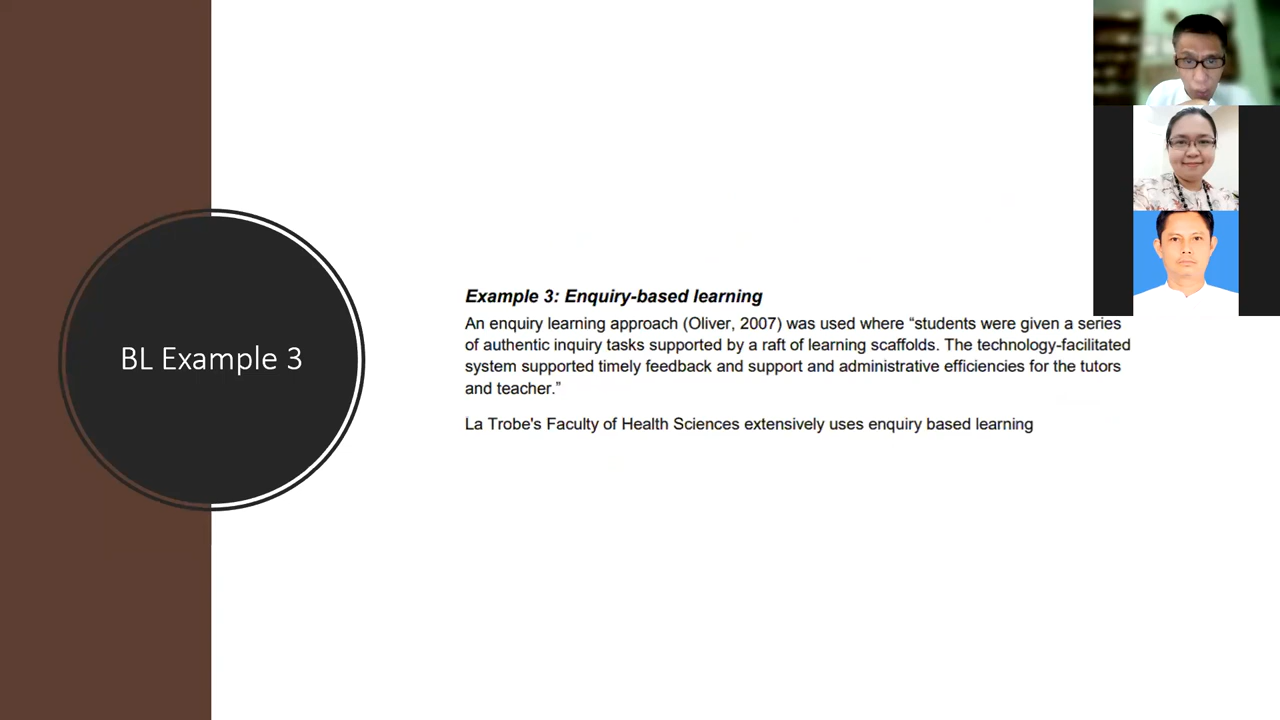 BL Example 3
Example 3: Enquiry-based learning
An enquiry learning approach (Oliver, 2007) was used where “students were given a series
of authentic inquiry tasks supported by a raft of learning scaffolds. The technology-facilitated
system supported timely feedback and support and administrative efficiencies for the tutors
and teacher.”
La Trobe's Faculty of Health Sciences extensively uses enquiry based learning